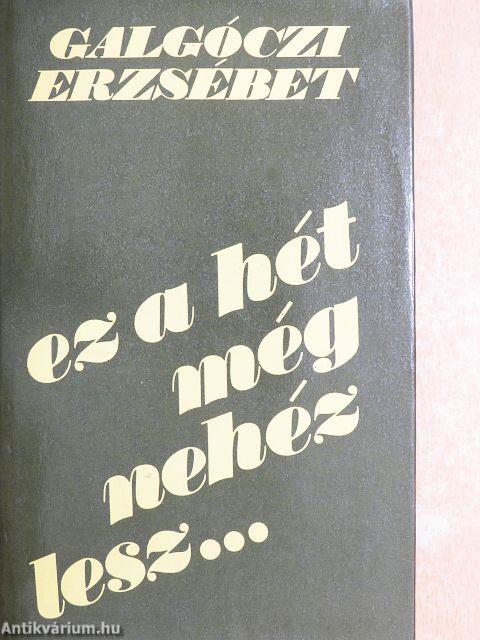 GALGÓCZI
ERZSÉBET
ez a hét
még
nehéz
lesz...
Antikvárium.hu